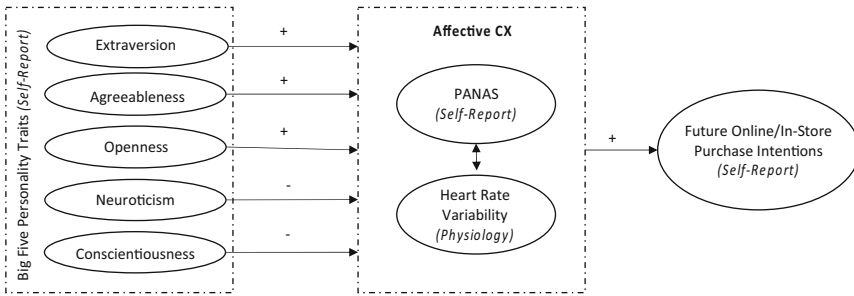 Big Five Personality Traits (Self-Report)
Extraversion
+
Agreeableness
+
Openness
+
Neuroticism
-
Conscientiousness
-
Affective CX
PANAS
(Self-Report)
Heart Rate
Variability
(Physiology)
+
Future Online/In-Store
Purchase Intentions
(Self-Report)